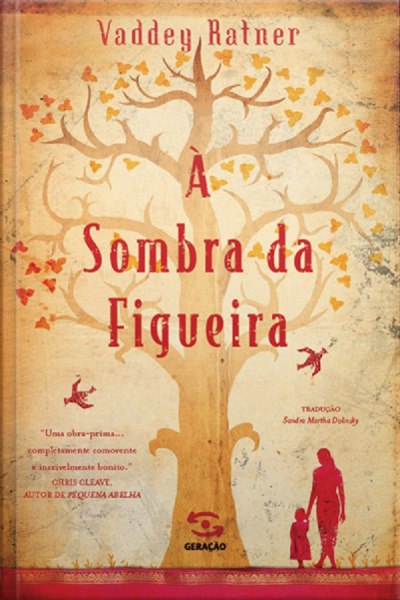 Vaddey Ratner
À
Sombra da
Figueira
TRADUÇÃO
Sandra Martha Dolinsky
"Uma obra-prima...
completamente comovente
e incrivelmente bonito."
CHRIS CLEAVE,
AUTOR DE PEQUENA ABELHA
GERAÇÃO